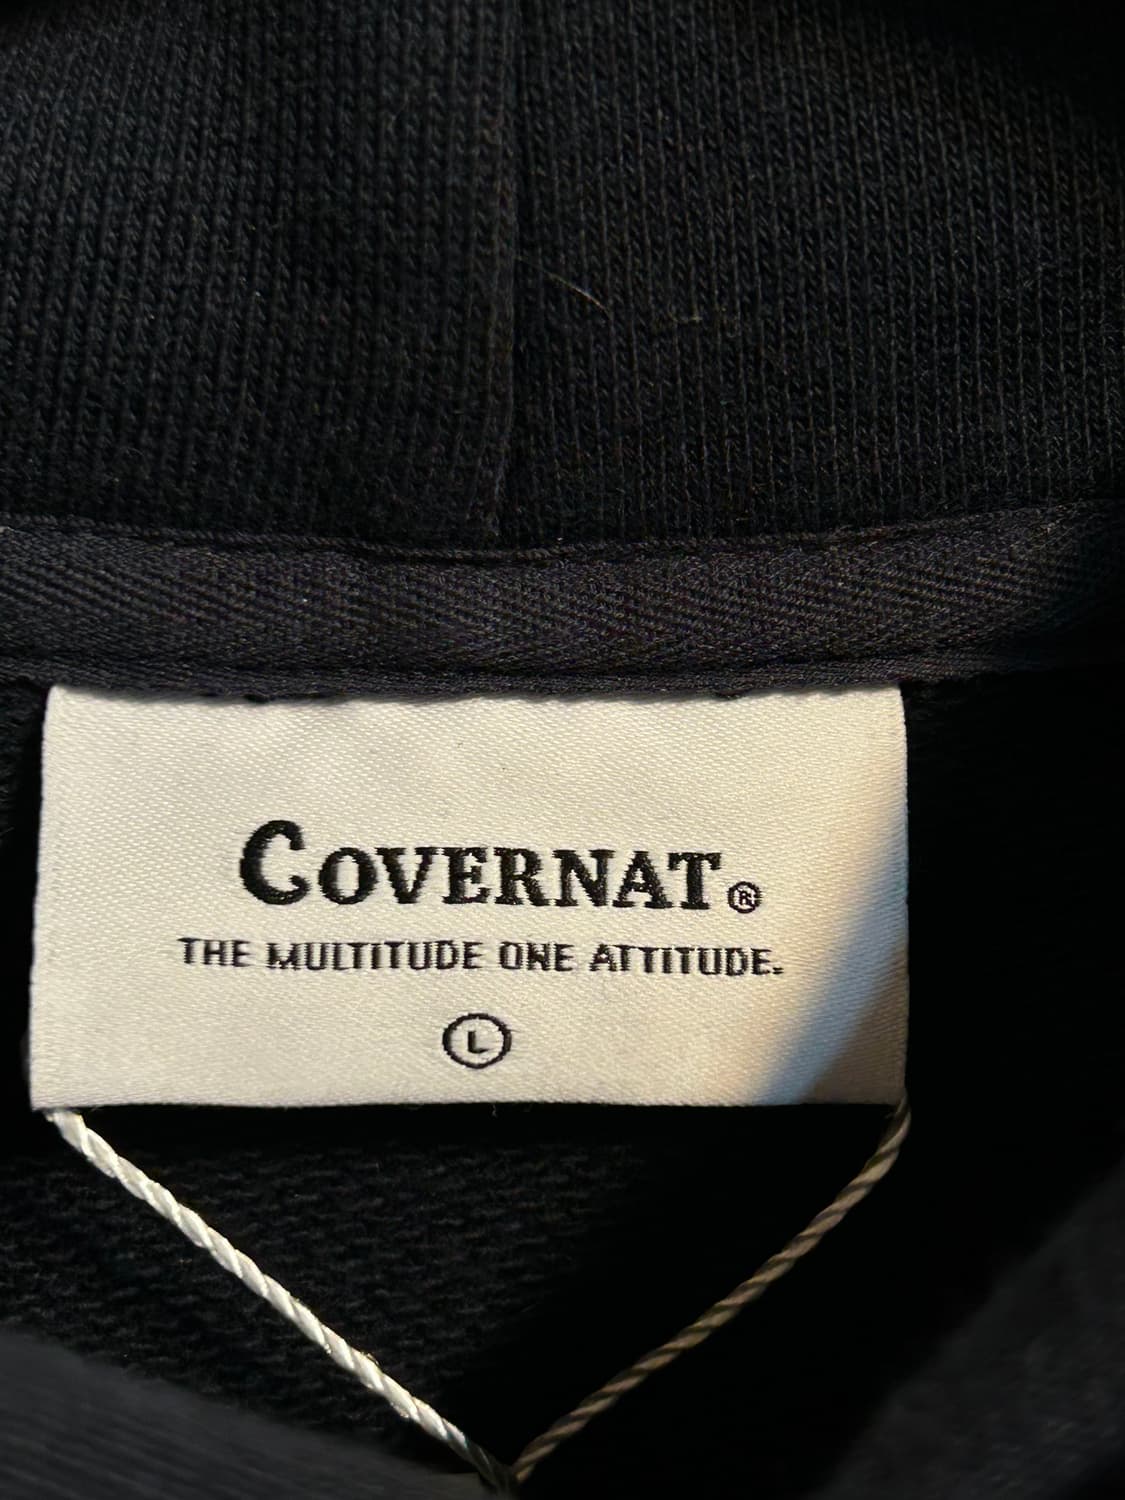 COVERNAT®
THE MULTITUDE ONE ATTITUDE.
L